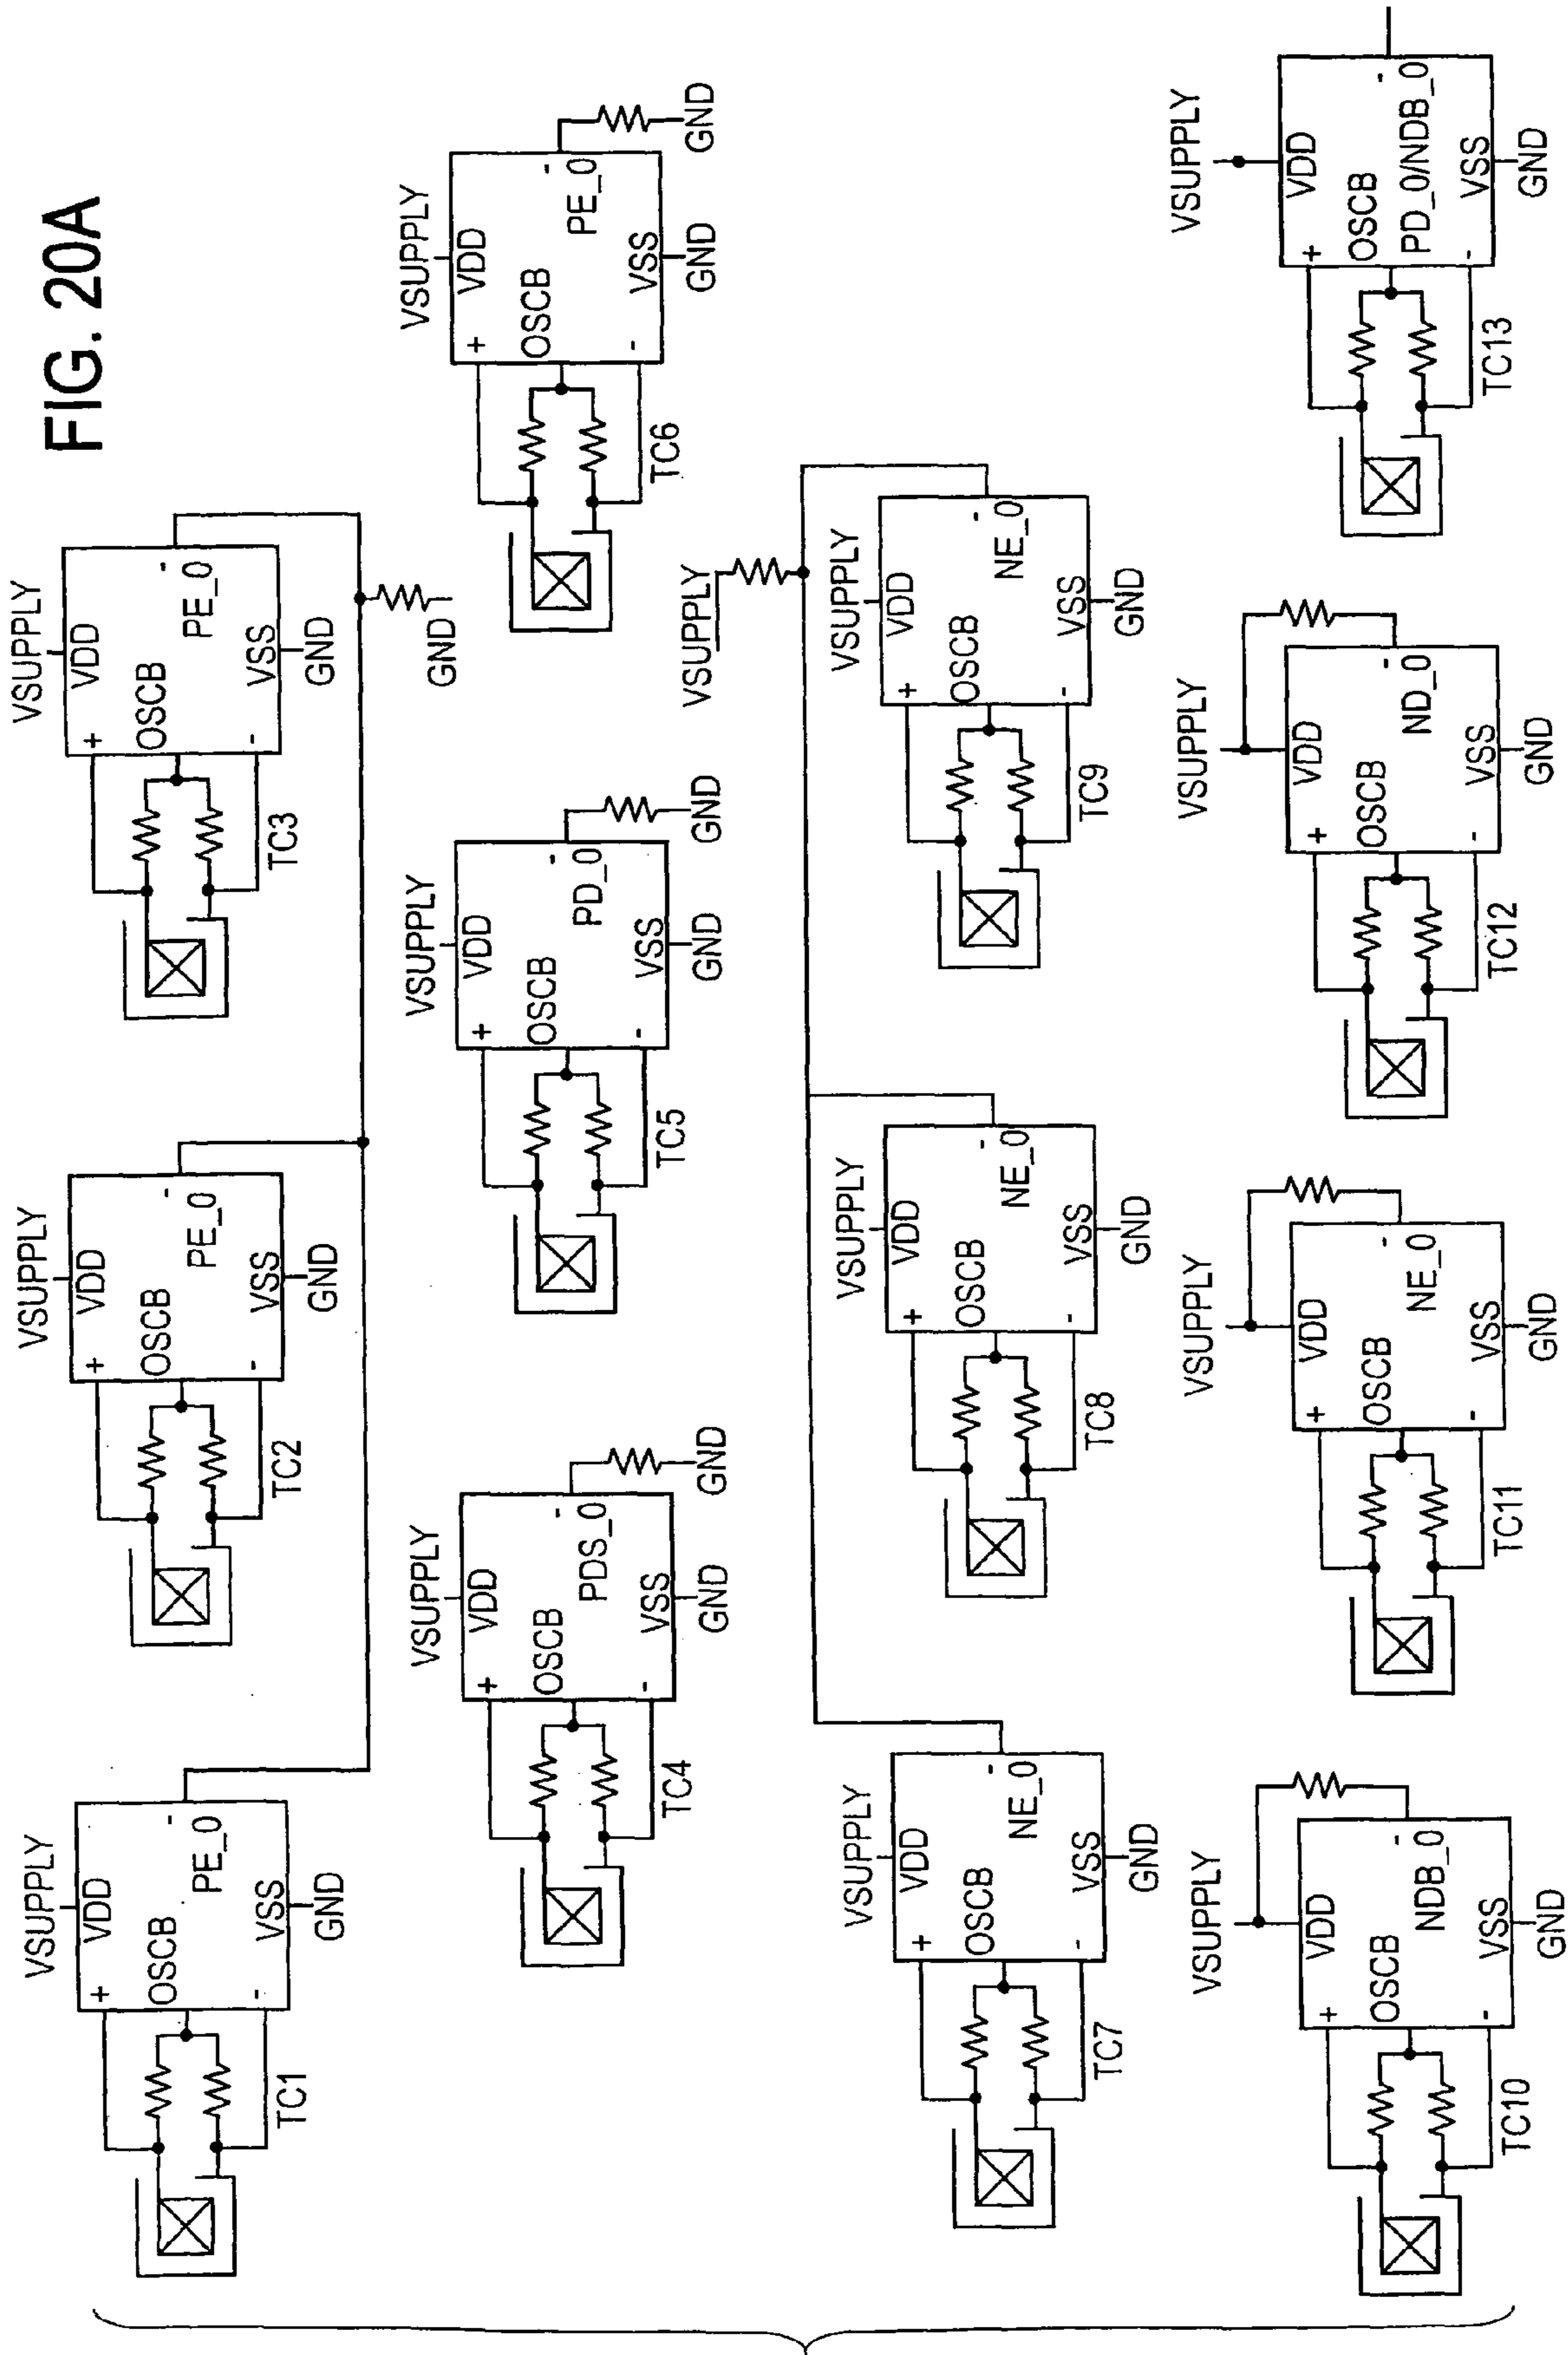 FIG. 20A
VSUPPLY
VDD
+
-
OSCB
PE_0
-
VSS
GND
TC1
VSUPPLY
VDD
+
-
OSCB
PE_0
-
VSS
GND
TC2
VSUPPLY
VDD
+
-
OSCB
PE_0
-
VSS
GND
TC3
GND
VSUPPLY
VDD
+
-
OSCB
PDS_0
-
VSS
GND
GND
TC4
VSUPPLY
VDD
+
-
OSCB
PD_0
-
VSS
GND
GND
TC5
VSUPPLY
VDD
+
-
OSCB
PE_0
-
VSS
GND
GND
TC6
VSUPPLY
VSUPPLY
VDD
+
-
OSCB
NE_0
-
VSS
GND
TC7
VSUPPLY
VDD
+
-
OSCB
NE_0
-
VSS
GND
TC8
VSUPPLY
VDD
+
-
OSCB
NE_0
-
VSS
GND
TC9
VSUPPLY
VDD
+
-
OSCB
NDB_0
-
VSS
GND
TC10
VSUPPLY
VDD
+
-
OSCB
NE_0
-
VSS
GND
TC11
VSUPPLY
VDD
+
-
OSCB
ND_0
-
VSS
GND
TC12
VSUPPLY
VDD
+
-
OSCB
PD_0/NDB_0
-
VSS
GND
TC13